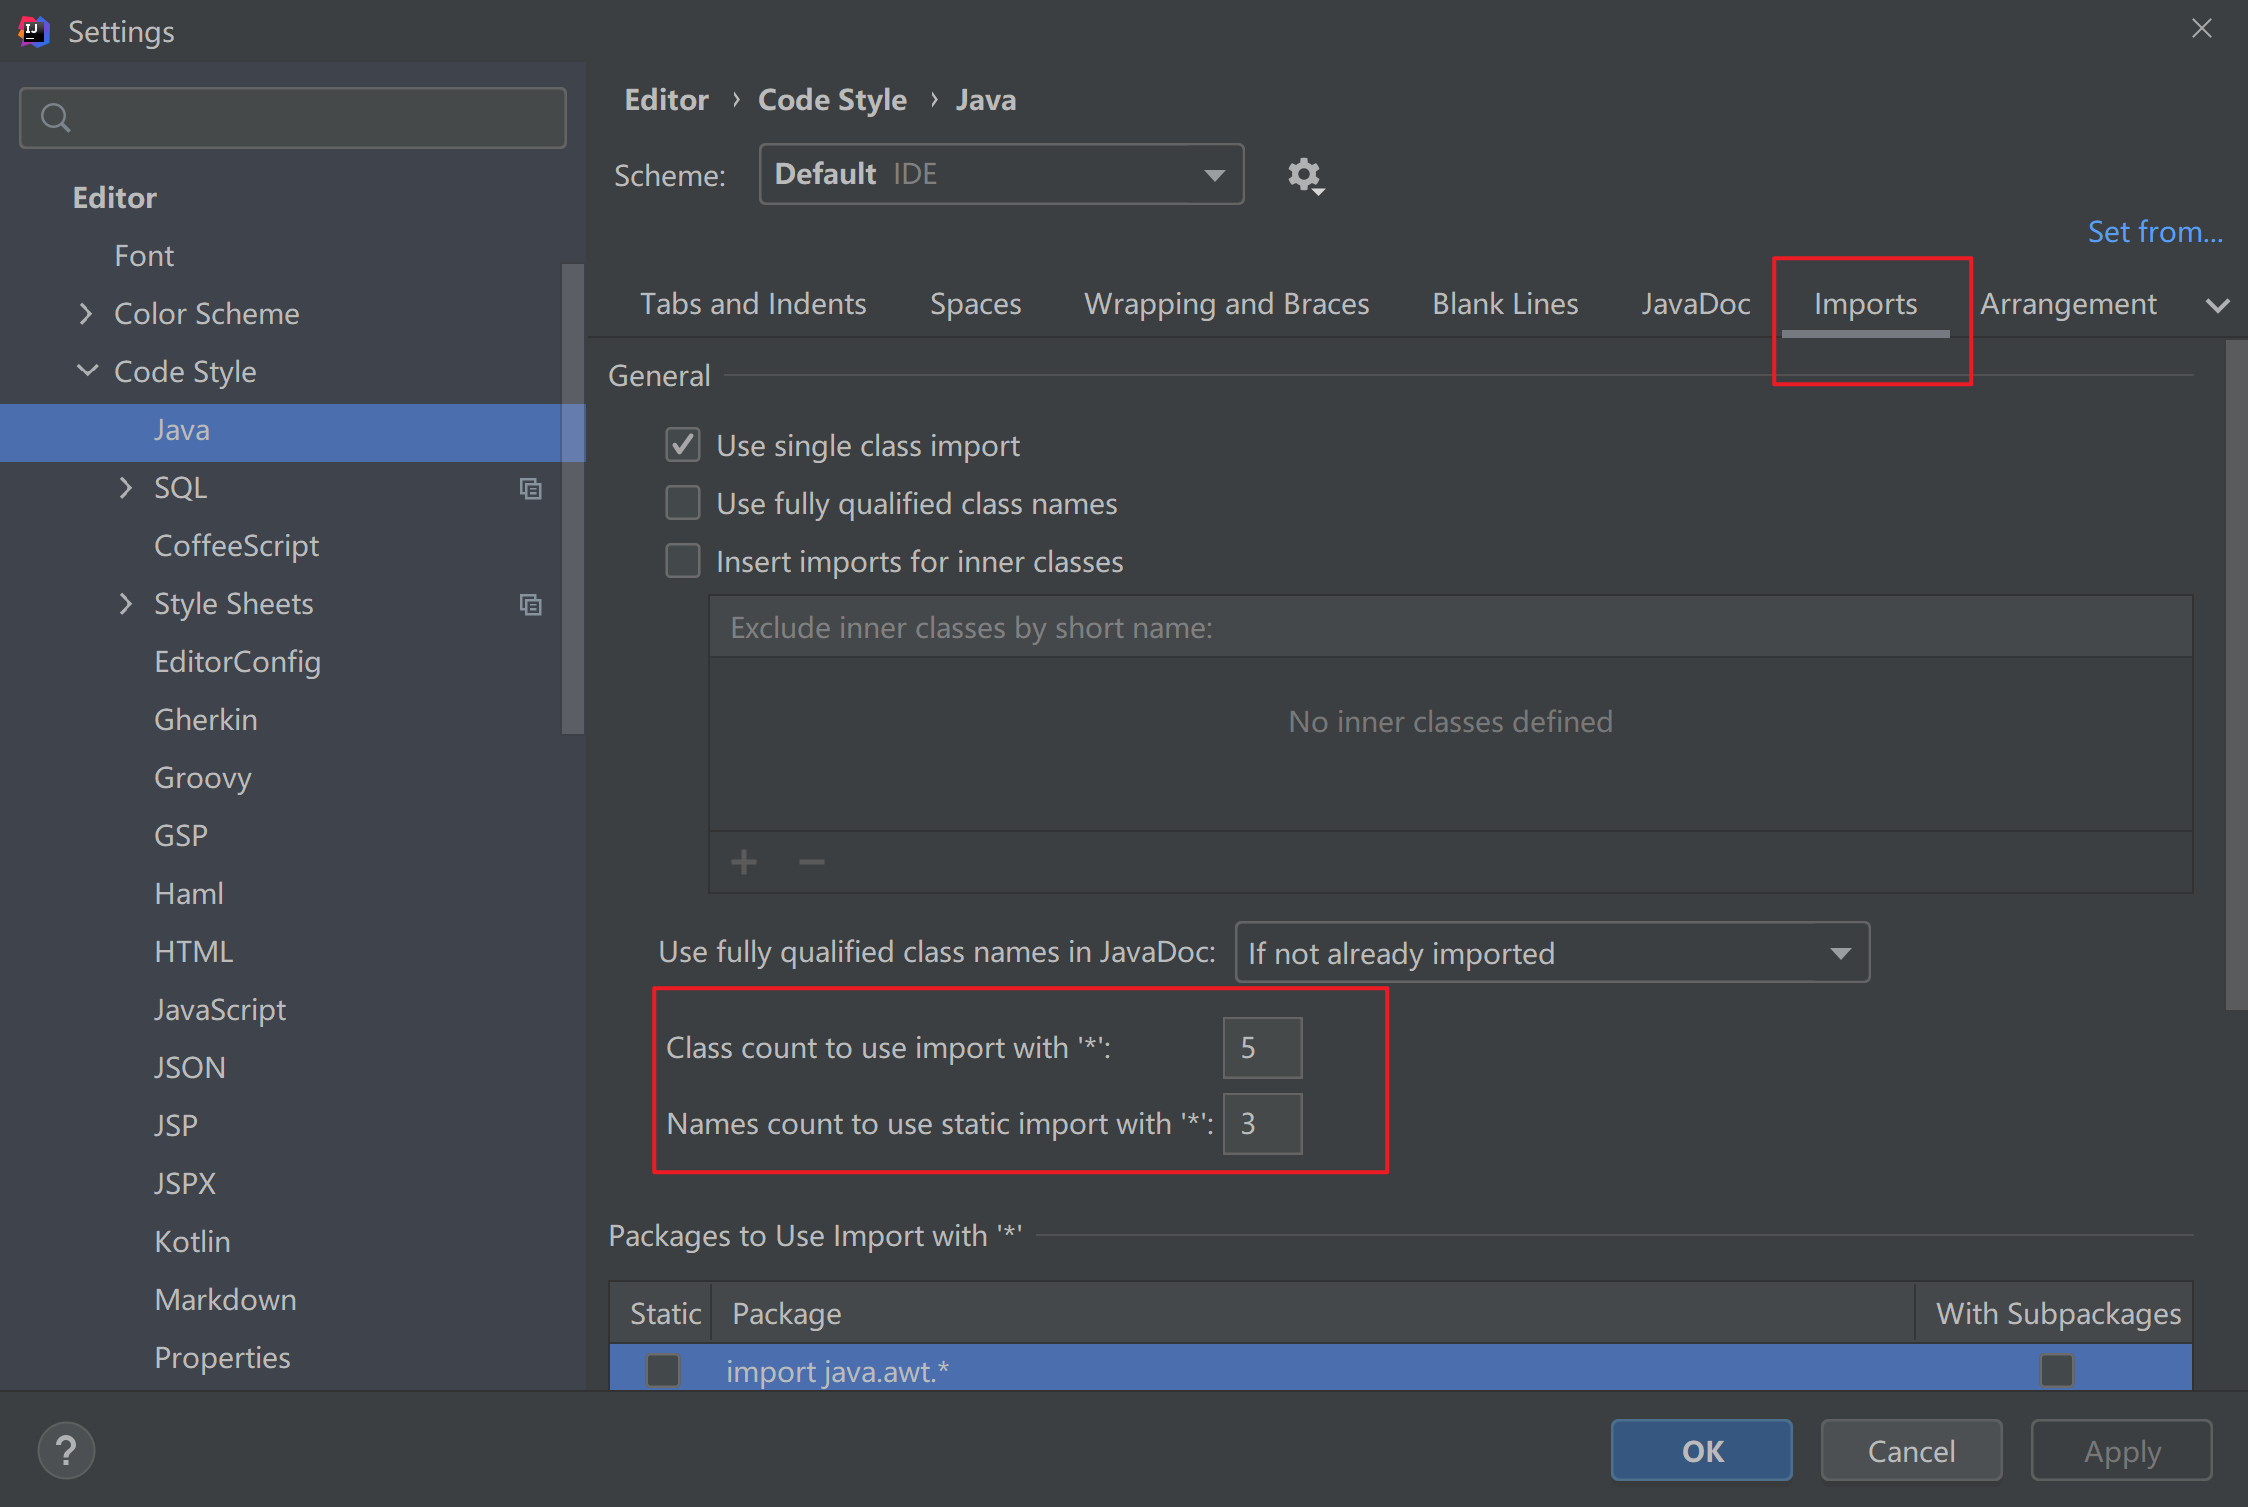 Settings
Editor
Font
Color Scheme
Code Style
Java
SQL
CoffeeScript
Style Sheets
EditorConfig
Gherkin
Groovy
GSP
Haml
HTML
JavaScript
JSON
JSP
JSPX
Kotlin
Markdown
Properties
Editor › Code Style › Java
Scheme: Default IDE
Set from...
Tabs and Indents Spaces Wrapping and Braces Blank Lines JavaDoc Imports Arrangement
General
Use single class import
Use fully qualified class names
Insert imports for inner classes
Exclude inner classes by short name:
No inner classes defined
Use fully qualified class names in JavaDoc: If not already imported
Class count to use import with '*': 5
Names count to use static import with '*': 3
Packages to Use Import with '*'
Static Package With Subpackages
import java.awt.*
? OK Cancel Apply